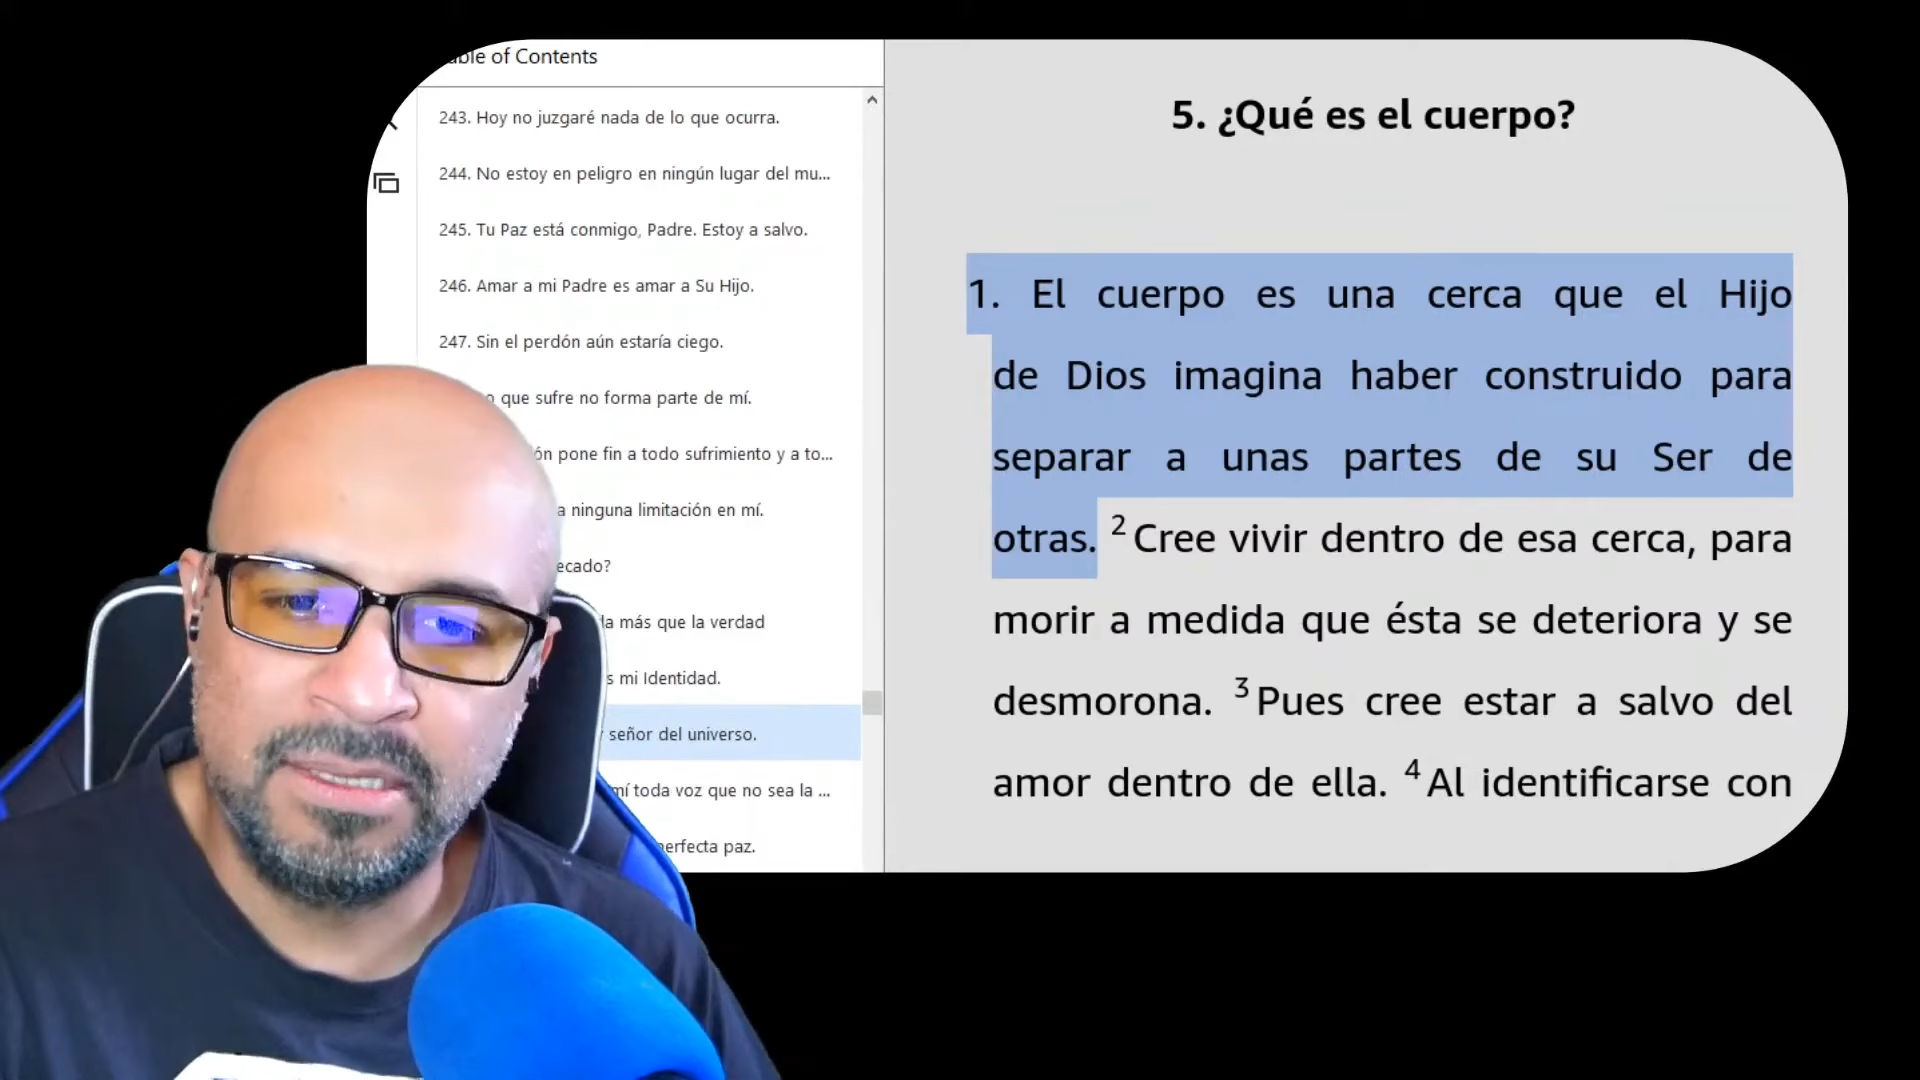 of Contents
243. Hoy no juzgaré nada de lo que ocurra.
244. No estoy en peligro en ningún lugar del mu...
245. Tu Paz está conmigo, Padre. Estoy a salvo.
246. Amar a mi Padre es amar a Su Hijo.
247. Sin el perdón aún estaría ciego.
que sufre no forma parte de mí.
pone fin a todo sufrimiento y a to...
ninguna limitación en mí.
más que la verdad
mi Identidad.
señor del universo.
toda voz que no sea la ...
paz.
5. ¿Qué es el cuerpo?
1. El cuerpo es una cerca que el Hijo
de Dios imagina haber construido para
separar a unas partes de su Ser de
otras. 2 Cree vivir dentro de esa cerca, para
morir a medida que ésta se deteriora y se
desmorona. 3 Pues cree estar a salvo del
amor dentro de ella. 4 Al identificarse con